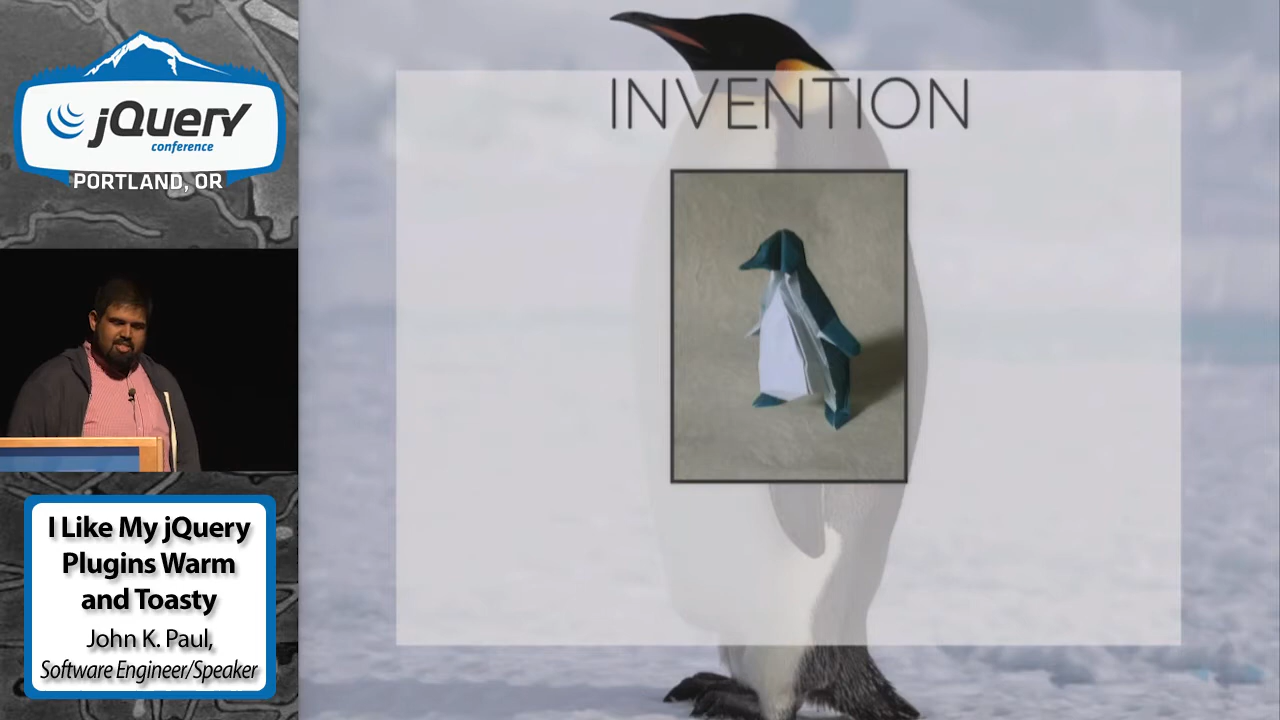 jQuery
conference
PORTLAND, OR
INVENTION
I Like My jQuery
Plugins Warm
and Toasty
John K. Paul,
Software Engineer/Speaker